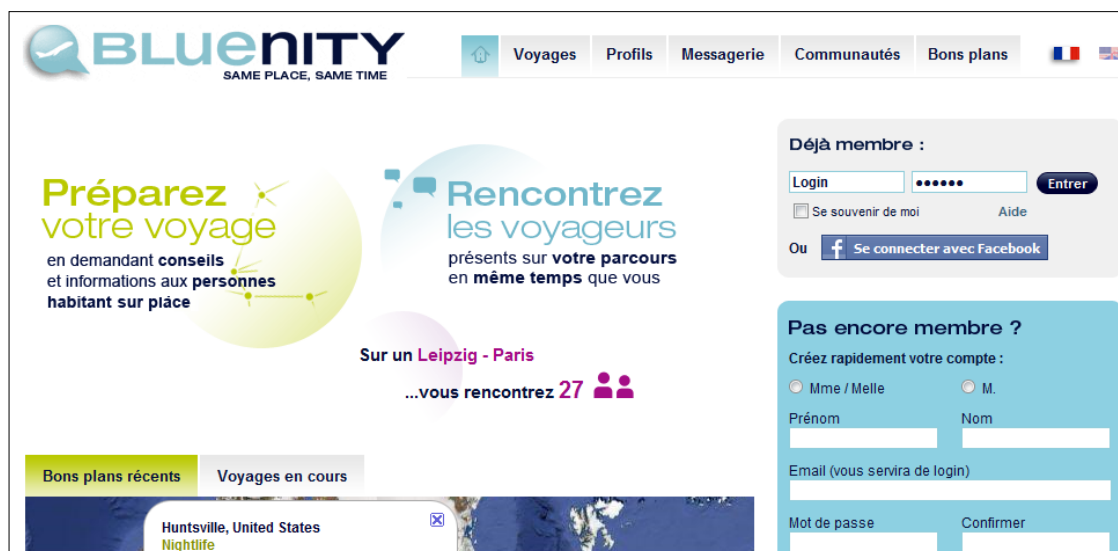 BLUENITY
SAME PLACE, SAME TIME
Voyages Profils Messagerie Communautés Bons plans
Préparez
votre voyage
en demandant conseils
et informations aux personnes
habitant sur place
Rencontrez
les voyageurs
présents sur votre parcours
en même temps que vous
Sur un Leipzig - Paris
...vous rencontrez 27
Déjà membre :
Login ●●●●●● Entrer
Se souvenir de moi Aide
Ou f Se connecter avec Facebook
Pas encore membre ?
Créez rapidement votre compte :
Mme / Melle M.
Prénom Nom
Email (vous servira de login)
Mot de passe Confirmer
Bons plans récents Voyages en cours
Huntsville, United States
Nightlife